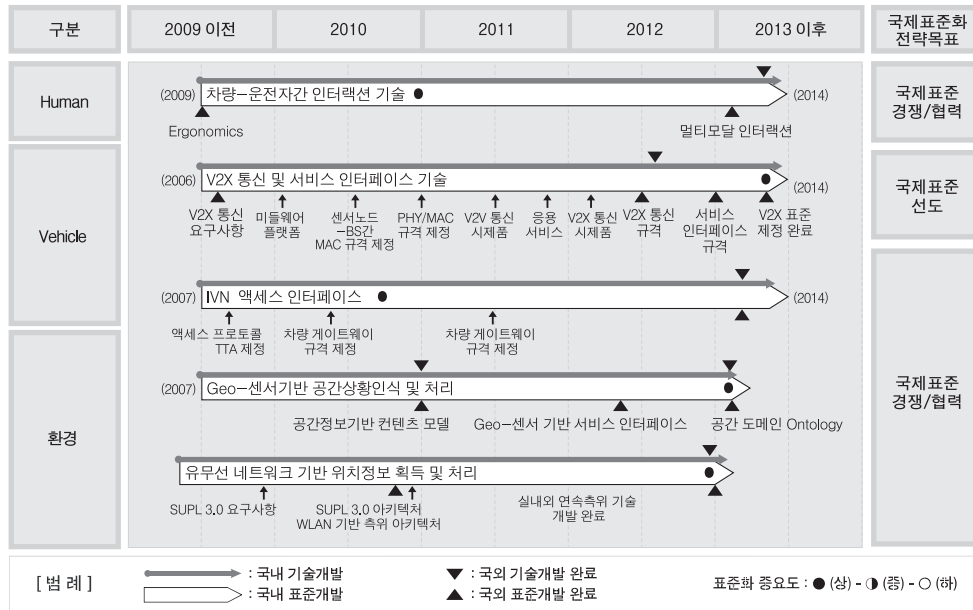 구분
2009 이전
2010
2011
2012
2013 이후
국제표준화
전략목표
Human
(2009)
차량-운전자간 인터랙션 기술
(2014)
Ergonomics
멀티모달 인터랙션
국제표준
경쟁/협력
Vehicle
(2006)
V2X 통신 및 서비스 인터페이스 기술
(2014)
V2X 통신
요구사항
미들웨어
플랫폼
센서노드
-BS간
MAC 규격 제정
PHY/MAC
규격 제정
V2V 통신
시제품
응용
서비스
V2X 통신
시제품
V2X 통신
규격
서비스
인터페이스
규격
V2X 표준
제정 완료
국제표준
선도
(2007)
IVN 액세스 인터페이스
(2014)
액세스 프로토콜
TTA 제정
차량 게이트웨이
규격 제정
차량 게이트웨이
규격 제정
환경
(2007)
Geo-센서기반 공간상황인식 및 처리
공간정보기반 컨텐츠 모델
Geo-센서 기반 서비스 인터페이스
공간 도메인 Ontology
국제표준
경쟁/협력
유무선 네트워크 기반 위치정보 획득 및 처리
SUPL 3.0 요구사항
SUPL 3.0 아키텍처
WLAN 기반 측위 아키텍처
실내외 연속측위 기술
개발 완료
[ 범 례 ]
: 국내 기술개발
: 국내 표준개발
▼ : 국외 기술개발 완료
▲ : 국외 표준개발 완료
표준화 중요도 : ● (상) - ◑ (중) - ○ (하)